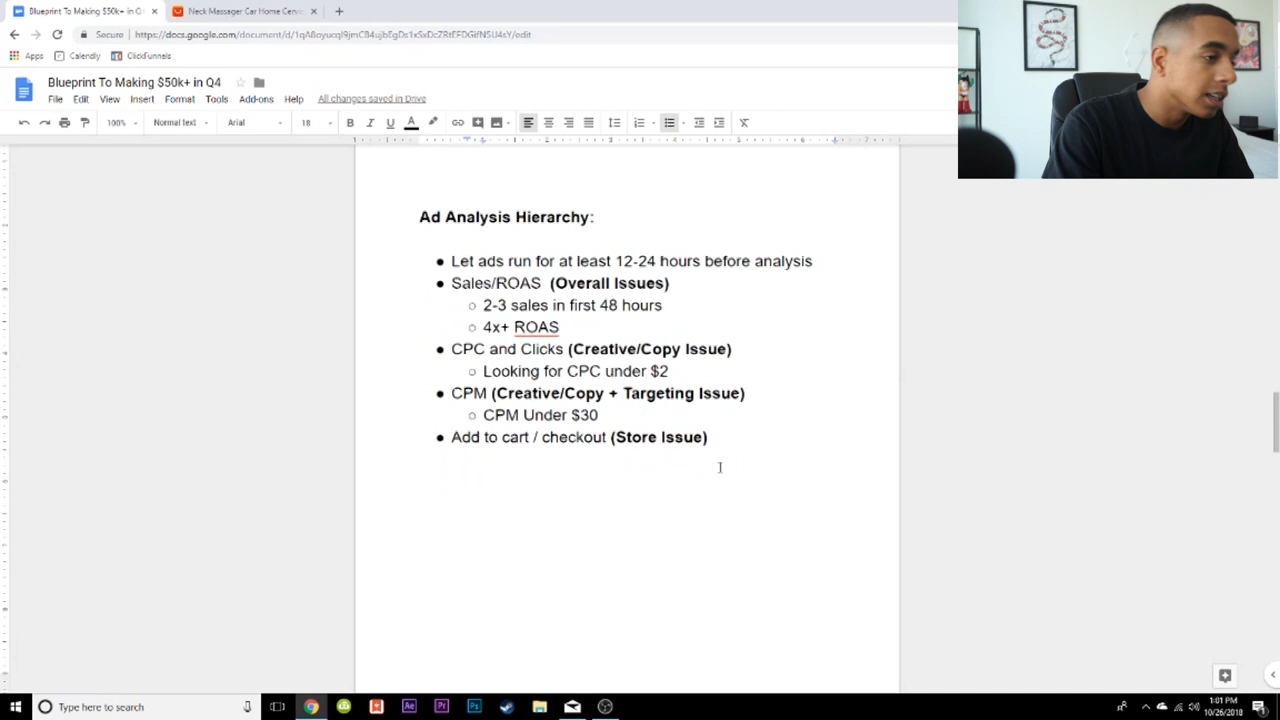 Blueprint To Making $50k+ in Q
Neck Massager Car Home Cervic
Secure
Apps
Calendly
ClickFunnels
Blueprint To Making $50k+ in Q4
File Edit View Insert Format Tools Add-ons Help All changes saved in Drive
100% Normal text Arial 18
Ad Analysis Hierarchy:
● Let ads run for at least 12-24 hours before analysis
● Sales/ROAS (Overall Issues)
○ 2-3 sales in first 48 hours
○ 4x+ ROAS
● CPC and Clicks (Creative/Copy Issue)
○ Looking for CPC under $2
● CPM (Creative/Copy + Targeting Issue)
○ CPM Under $30
● Add to cart / checkout (Store Issue)
Type here to search
1:01 PM
10/26/2018